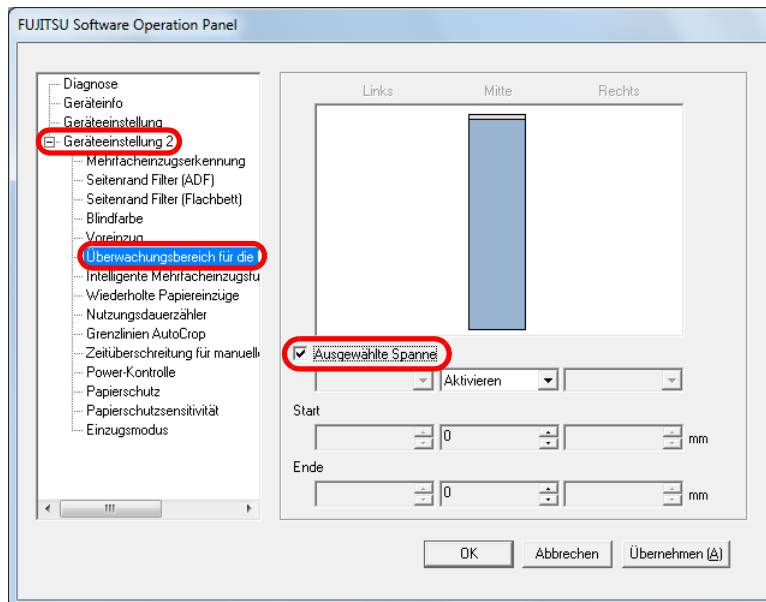 FUJITSU Software Operation Panel
Diagnose
Geräteinfo
Geräteeinstellung
Geräteeinstellung 2
Mehrfacheinzugserkennung
Seitenrand Filter (ADF)
Seitenrand Filter (Flachbett)
Blindfarbe
Voreinzug
Überwachungsbereich für die
Intelligente Mehrfacheinzugsfu
Wiederholte Papiereinzüge
Nutzungsdauerzähler
Grenzlinien AutoCrop
Zeitüberschreitung für manuell
Power-Kontrolle
Papierschutz
Papierschutzsensitivität
Einzugsmodus
Links Mitte Rechts
Ausgewählte Spanne
Aktivieren
Start
0 mm
Ende
0 mm
OK Abbrechen Übernehmen (A)